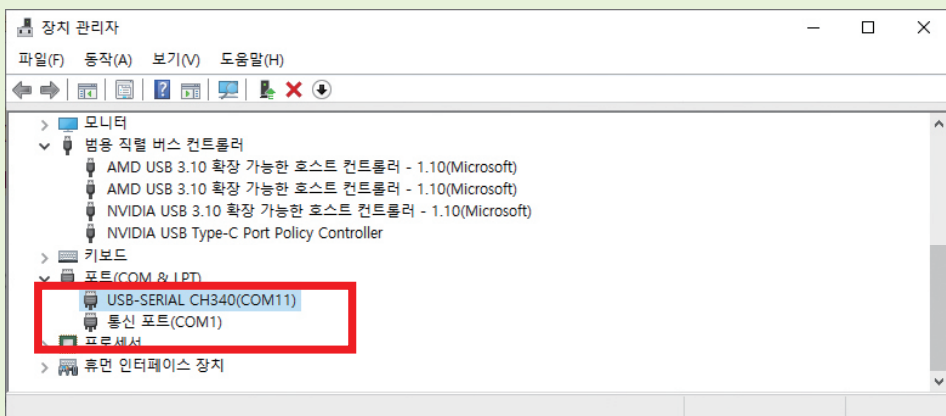 장치 관리자
파일(F) 동작(A) 보기(V) 도움말(H)
모니터
범용 직렬 버스 컨트롤러
AMD USB 3.10 확장 가능한 호스트 컨트롤러 - 1.10(Microsoft)
AMD USB 3.10 확장 가능한 호스트 컨트롤러 - 1.10(Microsoft)
NVIDIA USB 3.10 확장 가능한 호스트 컨트롤러 - 1.10(Microsoft)
NVIDIA USB Type-C Port Policy Controller
키보드
포트(COM & LPT)
USB-SERIAL CH340(COM11)
통신 포트(COM1)
프로세서
휴먼 인터페이스 장치